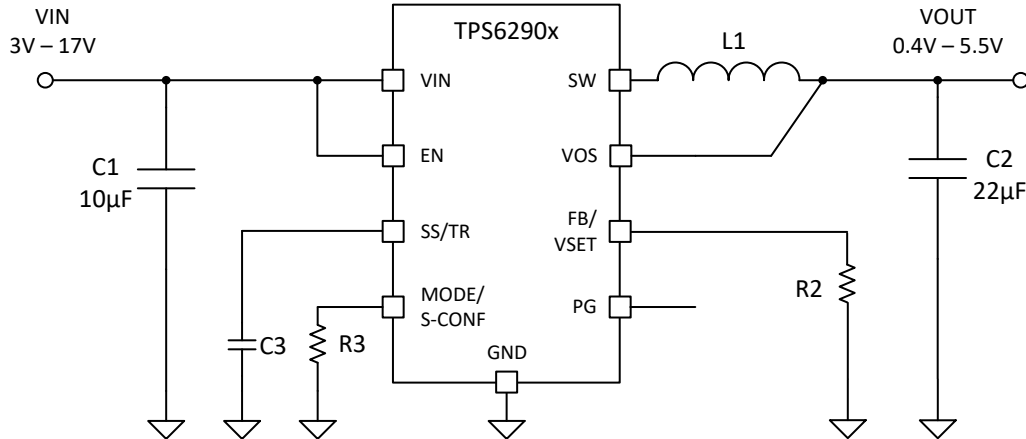 VIN
3V – 17V
TPS6290x
L1
VOUT
0.4V – 5.5V
VIN
SW
EN
VOS
C1
10µF
C2
22µF
SS/TR
FB/
VSET
R2
MODE/
S-CONF
PG
C3
R3
GND